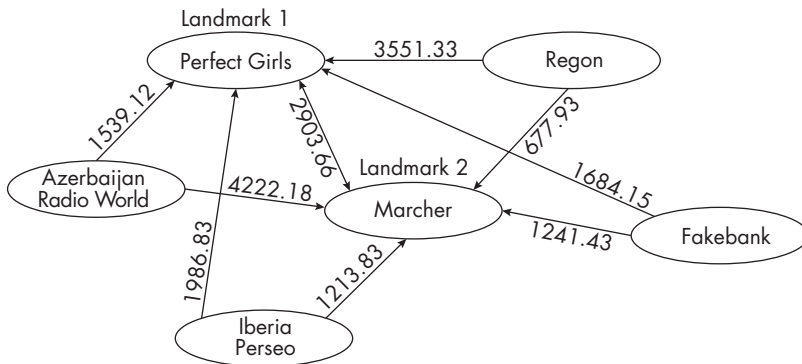 Landmark 1
Perfect Girls
3551.33
Regon
1539.12
2903.66
677.93
Landmark 2
1684.15
Azerbaijan
Radio World
4222.18
Marcher
1241.43
Fakebank
1986.83
1213.83
Iberia
Perseo